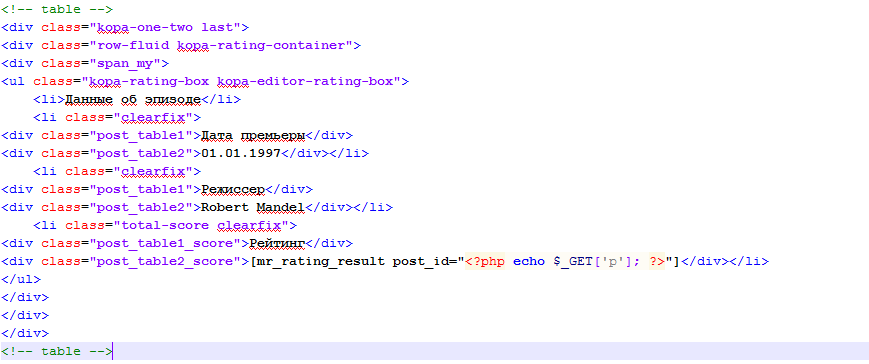 <!-- table -->
<div class="kopa-one-two last">
<div class="row-fluid kopa-rating-container">
<div class="span_my">
<ul class="kopa-rating-box kopa-editor-rating-box">
<li>Данные об эпизоде</li>
<li class="clearfix">
<div class="post_table1">Дата премьеры</div>
<div class="post_table2">01.01.1997</div></li>
<li class="clearfix">
<div class="post_table1">Режиссер</div>
<div class="post_table2">Robert Mandel</div></li>
<li class="total-score clearfix">
<div class="post_table1_score">Рейтинг</div>
<div class="post_table2_score">[mr_rating_result post_id="<?php echo $_GET['p']; ?>"]</div></li>
</ul>
</div>
</div>
</div>
<!-- table -->